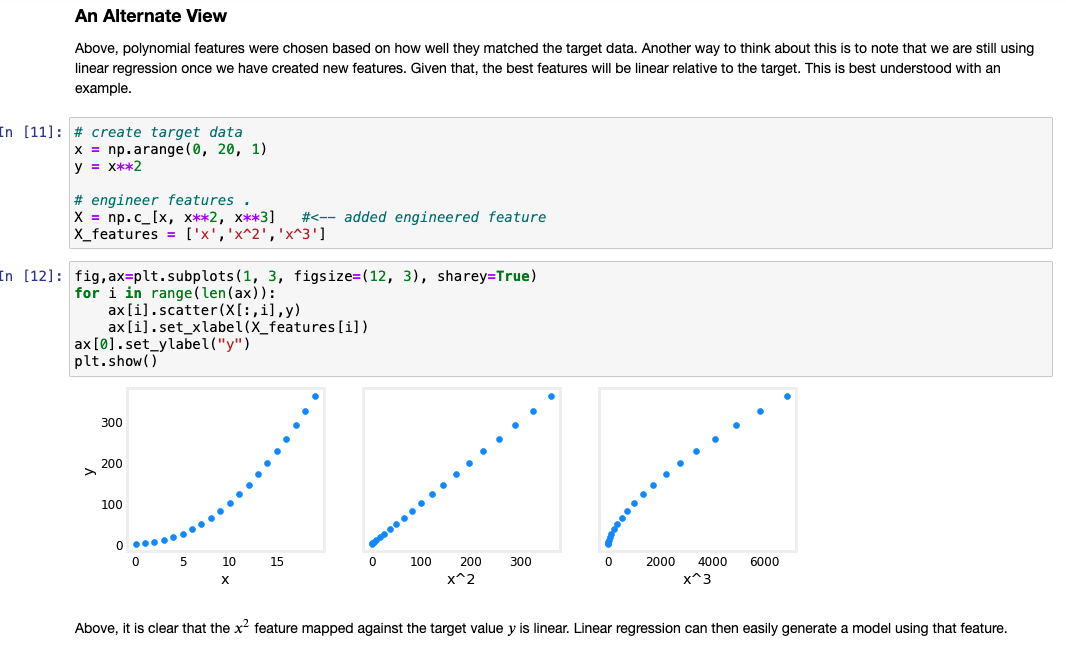 An Alternate View
Above, polynomial features were chosen based on how well they matched the target data. Another way to think about this is to note that we are still using
linear regression once we have created new features. Given that, the best features will be linear relative to the target. This is best understood with an
example.
In [11]: # create target data
x = np.arange(0, 20, 1)
y = x**2
# engineer features .
X = np.c_[x, x**2, x**3]   #<-- added engineered feature
X_features = ['x','x^2','x^3']
In [12]: fig,ax=plt.subplots(1, 3, figsize=(12, 3), sharey=True)
for i in range(len(ax)):
    ax[i].scatter(X[:,i],y)
    ax[i].set_xlabel(X_features[i])
ax[0].set_ylabel("y")
plt.show()
300
200
y
100
0
0 5 10 15 0 100 200 300 0 2000 4000 6000
x x^2 x^3
Above, it is clear that the x² feature mapped against the target value y is linear. Linear regression can then easily generate a model using that feature.